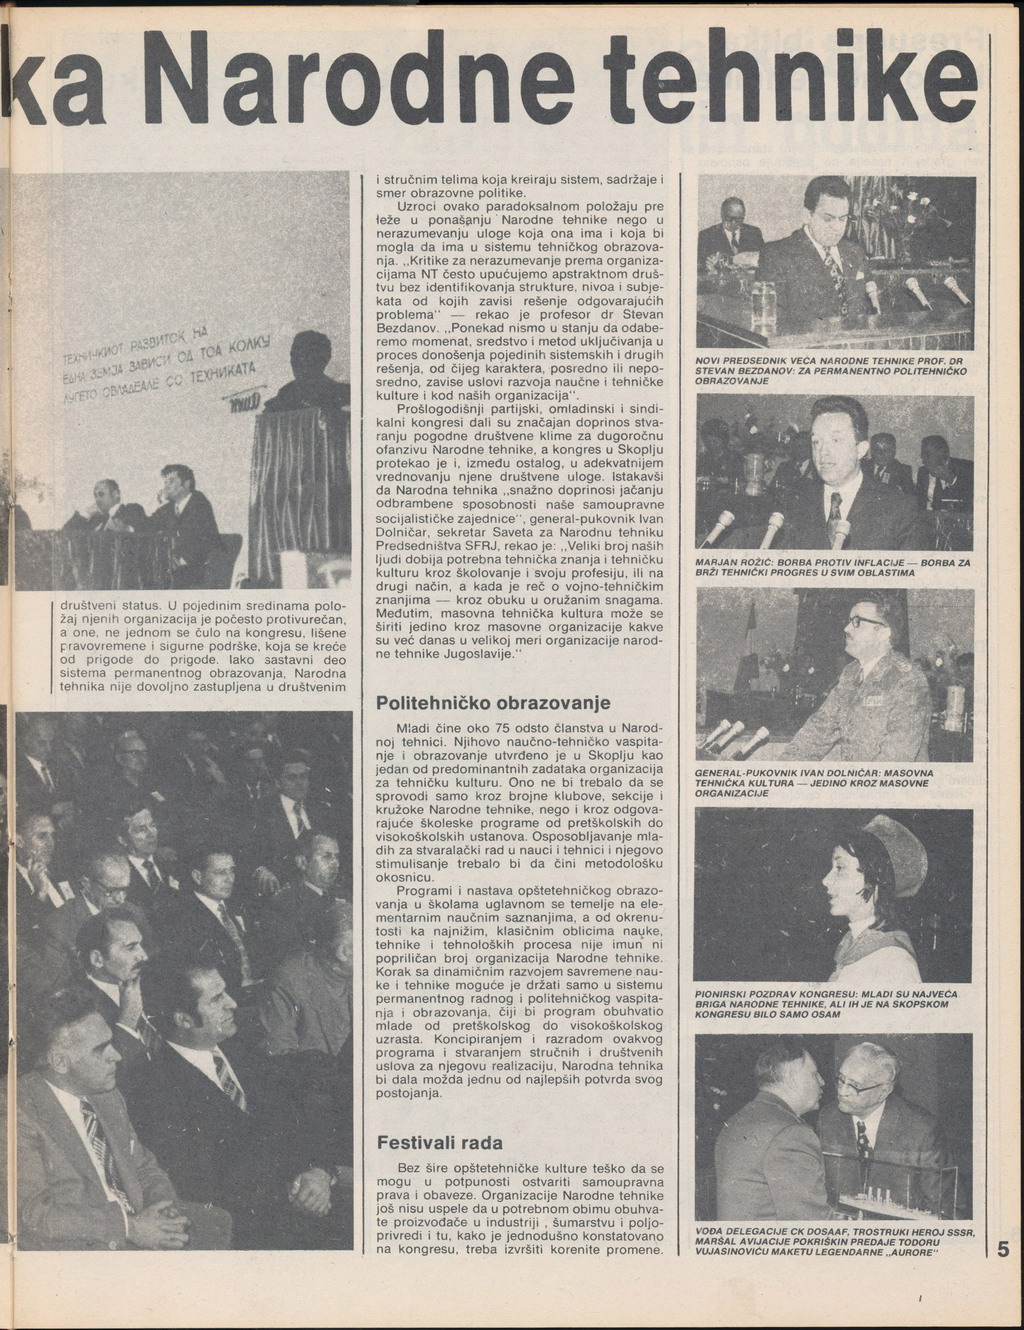 ka Narodne tehnike
ТЕХНИЧКИОТ РАЗВИТОК НА
ЕДНА ЗЕМЈА ЗАВИСИ ОД ТОА КОЛКУ
ЛУЃЕТО ОВЛАДЕАЛЕ СО ТЕХНИКАТА
društveni status. U pojedinim sredinama polo-
žaj njenih organizacija je počesto protivurečan,
a one, ne jednom se čulo na kongresu, lišene
pravovremene i sigurne podrške, koja se kreće
od prigode do prigode. Iako sastavni deo
sistema permanentnog obrazovanja, Narodna
tehnika nije dovoljno zastupljena u društvenim
i stručnim telima koja kreiraju sistem, sadržaje i
smer obrazovne politike.
Uzroci ovako paradoksalnom položaju pre
leže u ponašanju Narodne tehnike nego u
nerazumevanju uloge koja ona ima i koja bi
mogla da ima u sistemu tehničkog obrazova-
nja. „Kritike za nerazumevanje prema organiza-
cijama NT često upućujemo apstraktnom druš-
tvu bez identifikovanja strukture, nivoa i subje-
kata od kojih zavisi rešenje odgovarajućih
problema" — rekao je profesor dr Stevan
Bezdanov. „Ponekad nismo u stanju da odabe-
remo momenat, sredstvo i metod uključivanja u
proces donošenja pojedinih sistemskih i drugih
rešenja, od čijeg karaktera, posredno ili nepo-
sredno, zavise uslovi razvoja naučne i tehničke
kulture i kod naših organizacija".
Prošlogodišnji partijski, omladinski i sindi-
kalni kongresi dali su značajan doprinos stva-
ranju pogodne društvene klime za dugoročnu
ofanzivu Narodne tehnike, a kongres u Skoplju
protekao je i, između ostalog, u adekvatnijem
vrednovanju njene društvene uloge. Istakavši
da Narodna tehnika „snažno doprinosi jačanju
odbrambene sposobnosti naše samoupravne
socijalističke zajednice", general-pukovnik Ivan
Dolničar, sekretar Saveta za Narodnu tehniku
Predsedništva SFRJ, rekao je: „Veliki broj naših
ljudi dobija potrebna tehnička znanja i tehničku
kulturu kroz školovanje i svoju profesiju, ili na
drugi način, a kada je reč o vojno-tehničkim
znanjima — kroz obuku u oružanim snagama.
Međutim, masovna tehnička kultura može se
širiti jedino kroz masovne organizacije kakve
su već danas u velikoj meri organizacije narod-
ne tehnike Jugoslavije."
Politehničko obrazovanje
Mladi čine oko 75 odsto članstva u Narod-
noj tehnici. Njihovo naučno-tehničko vaspita-
nje i obrazovanje utvrđeno je u Skoplju kao
jedan od predominantnih zadataka organizacija
za tehničku kulturu. Ono ne bi trebalo da se
sprovodi samo kroz brojne klubove, sekcije i
kružoke Narodne tehnike, nego i kroz odgova-
rajuće školeske programe od pretškolskih do
visokoškolskih ustanova. Osposobljavanje mla-
dih za stvaralački rad u nauci i tehnici i njegovo
stimulisanje trebalo bi da čini metodološku
okosnicu.
Programi i nastava opštetehničkog obrazo-
vanja u školama uglavnom se temelje na ele-
mentarnim naučnim saznanjima, a od okrenu-
tosti ka najnižim, klasičnim oblicima nauke,
tehnike i tehnoloških procesa nije imun ni
popriličan broj organizacija Narodne tehnike.
Korak sa dinamičnim razvojem savremene nau-
ke i tehnike moguće je držati samo u sistemu
permanentnog radnog i politehničkog vaspita-
nja i obrazovanja, čiji bi program obuhvatio
mlade od pretškolskog do visokoškolskog
uzrasta. Koncipiranjem i razradom ovakvog
programa i stvaranjem stručnih i društvenih
uslova za njegovu realizaciju, Narodna tehnika
bi dala možda jednu od najlepših potvrda svog
postojanja.
Festivali rada
Bez šire opštetehničke kulture teško da se
mogu u potpunosti ostvariti samoupravna
prava i obaveze. Organizacije Narodne tehnike
još nisu uspele da u potrebnom obimu obuhva-
te proizvođače u industriji, šumarstvu i poljo-
privredi i tu, kako je jednodušno konstatovano
na kongresu, treba izvršiti korenite promene.
NOVI PREDSEDNIK VEĆA NARODNE TEHNIKE PROF. DR
STEVAN BEZDANOV: ZA PERMANENTNO POLITEHNIČKO
OBRAZOVANJE
MARJAN ROŽIČ: BORBA PROTIV INFLACIJE — BORBA ZA
BRŽI TEHNIČKI PROGRES U SVIM OBLASTIMA
GENERAL-PUKOVNIK IVAN DOLNIČAR: MASOVNA
TEHNIČKA KULTURA — JEDINO KROZ MASOVNE
ORGANIZACIJE
PIONIRSKI POZDRAV KONGRESU: MLADI SU NAJVEĆA
BRIGA NARODNE TEHNIKE, ALI IH JE NA SKOPSKOM
KONGRESU BILO SAMO OSAM
VOĐA DELEGACIJE CK DOSAAF, TROSTRUKI HEROJ SSSR,
MARŠAL AVIJACIJE POKRIŠKIN PREDAJE TODORU
VUJASINOVIĆU MAKETU LEGENDARNE „AURORE"
5